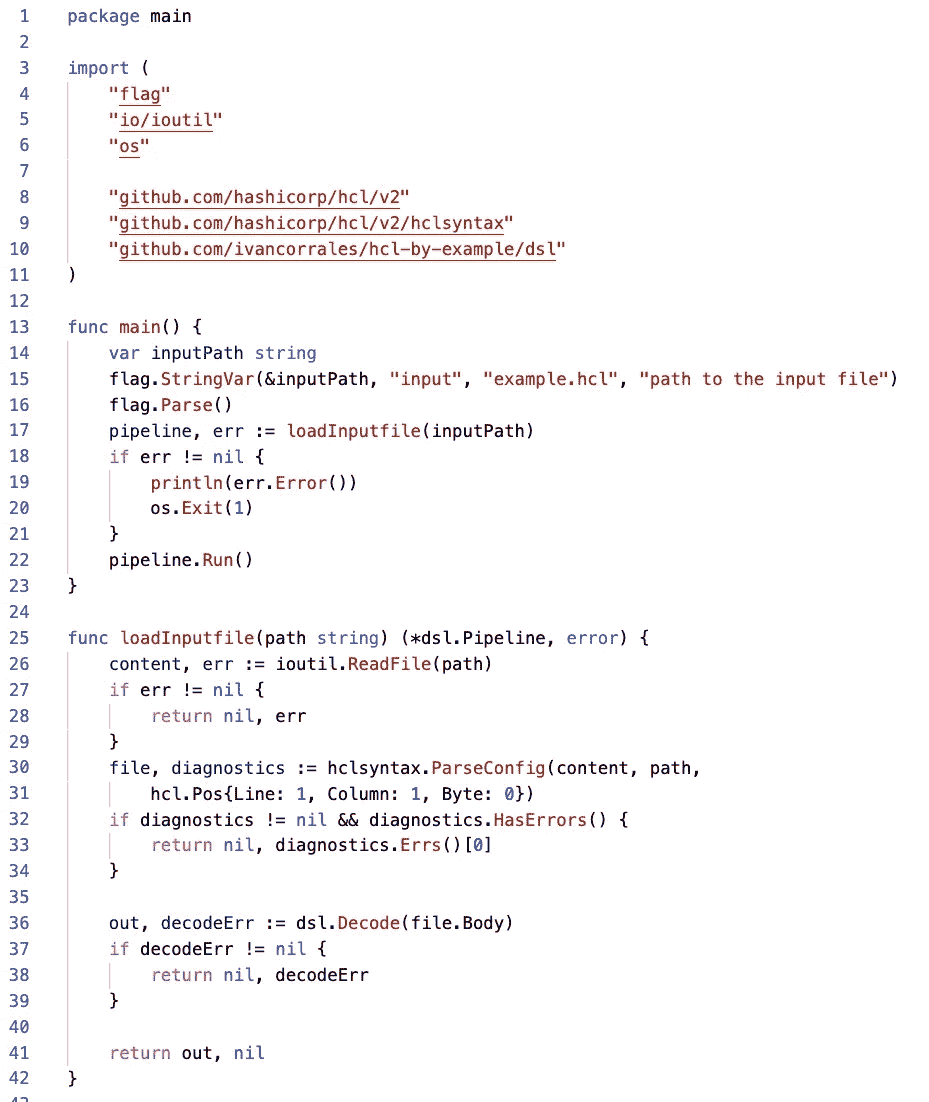 1 package main
2
3 import (
4 "flag"
5 "io/ioutil"
6 "os"
7
8 "github.com/hashicorp/hcl/v2"
9 "github.com/hashicorp/hcl/v2/hclsyntax"
10 "github.com/ivancorrales/hcl-by-example/dsl"
11 )
12
13 func main() {
14 var inputPath string
15 flag.StringVar(&inputPath, "input", "example.hcl", "path to the input file")
16 flag.Parse()
17 pipeline, err := loadInputfile(inputPath)
18 if err != nil {
19 println(err.Error())
20 os.Exit(1)
21 }
22 pipeline.Run()
23 }
24
25 func loadInputfile(path string) (*dsl.Pipeline, error) {
26 content, err := ioutil.ReadFile(path)
27 if err != nil {
28 return nil, err
29 }
30 file, diagnostics := hclsyntax.ParseConfig(content, path,
31 hcl.Pos{Line: 1, Column: 1, Byte: 0})
32 if diagnostics != nil && diagnostics.HasErrors() {
33 return nil, diagnostics.Errs()[0]
34 }
35
36 out, decodeErr := dsl.Decode(file.Body)
37 if decodeErr != nil {
38 return nil, decodeErr
39 }
40
41 return out, nil
42 }